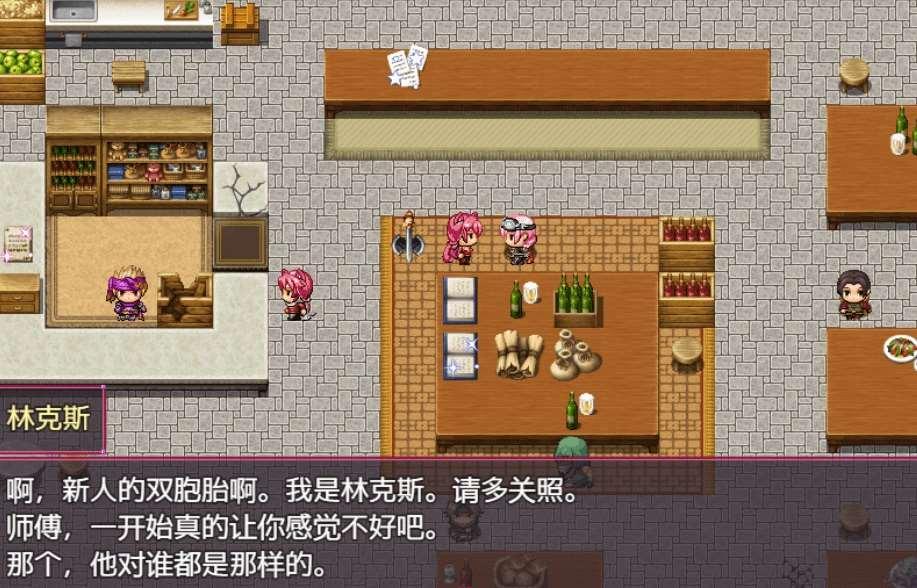 林克斯
啊，新人的双胞胎啊。我是林克斯。请多关照。
师傅，一开始真的让你感觉不好吧。
那个，他对谁都是那样的。